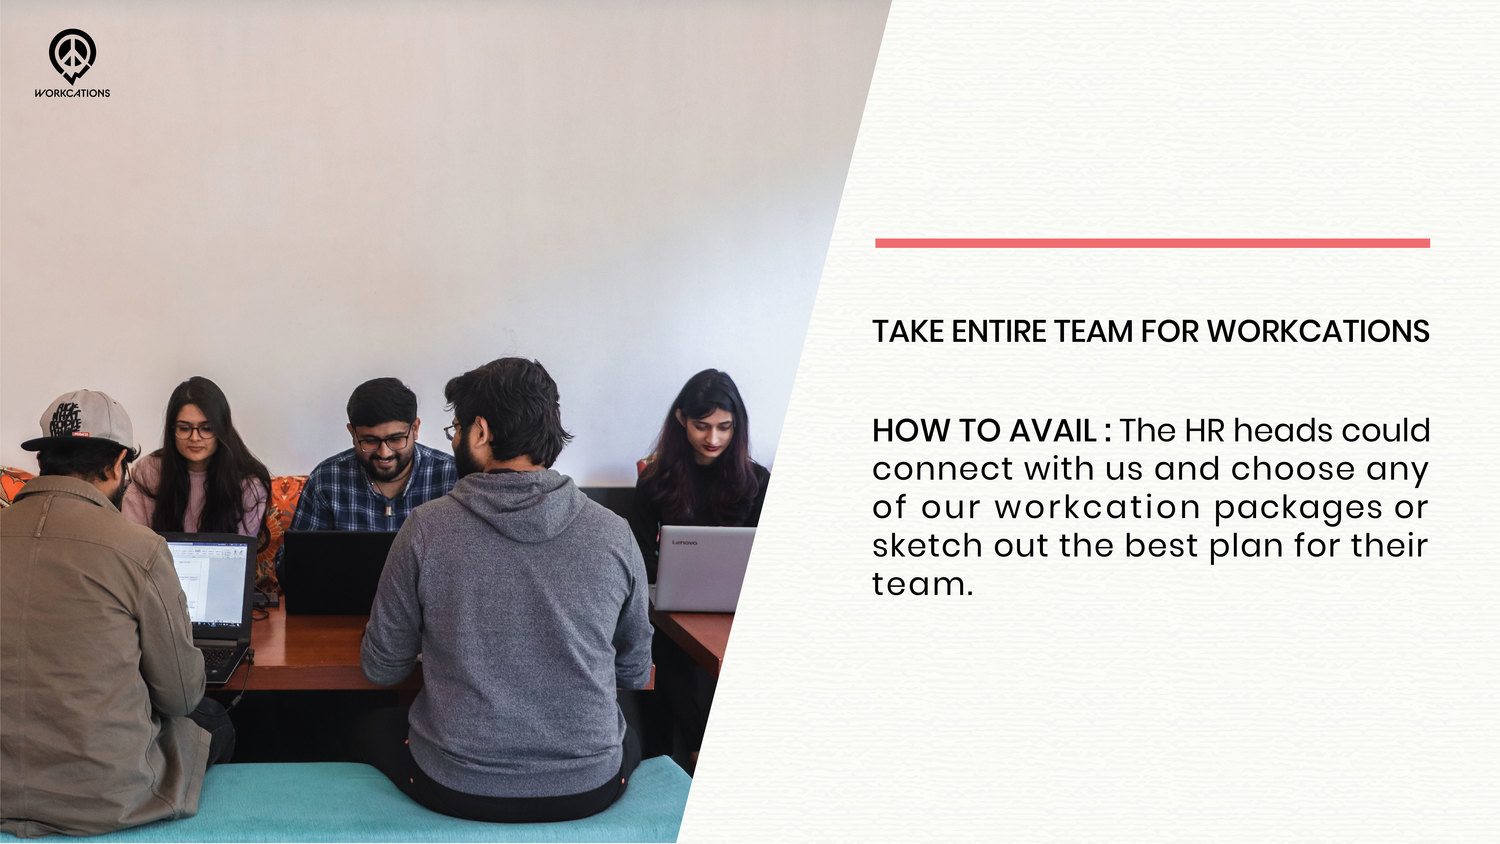 WORKCATIONS
TAKE ENTIRE TEAM FOR WORKCATIONS
HOW TO AVAIL : The HR heads could
connect with us and choose any
of our workcation packages or
sketch out the best plan for their
team.
Lenovo